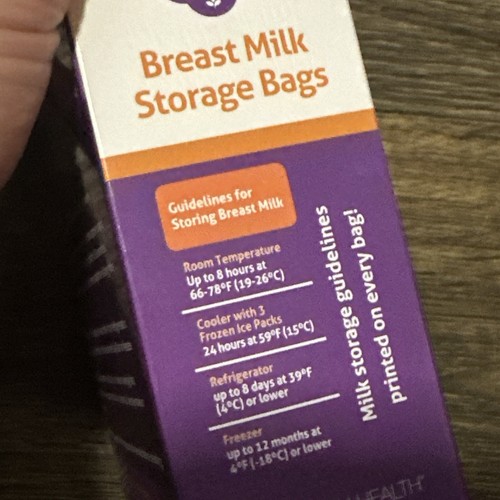 Breast Milk
Storage Bags
Guidelines for
Storing Breast Milk
Room Temperature
Up to 8 hours at
66-78°F (19-26°C)
Cooler with 3
Frozen Ice Packs
24 hours at 59°F (15°C)
Refrigerator
up to 8 days at 39°F
(4°C) or lower
Freezer
up to 12 months at
4°F (-18°C) or lower
Milk storage guidelines
printed on every bag!
HEALTH